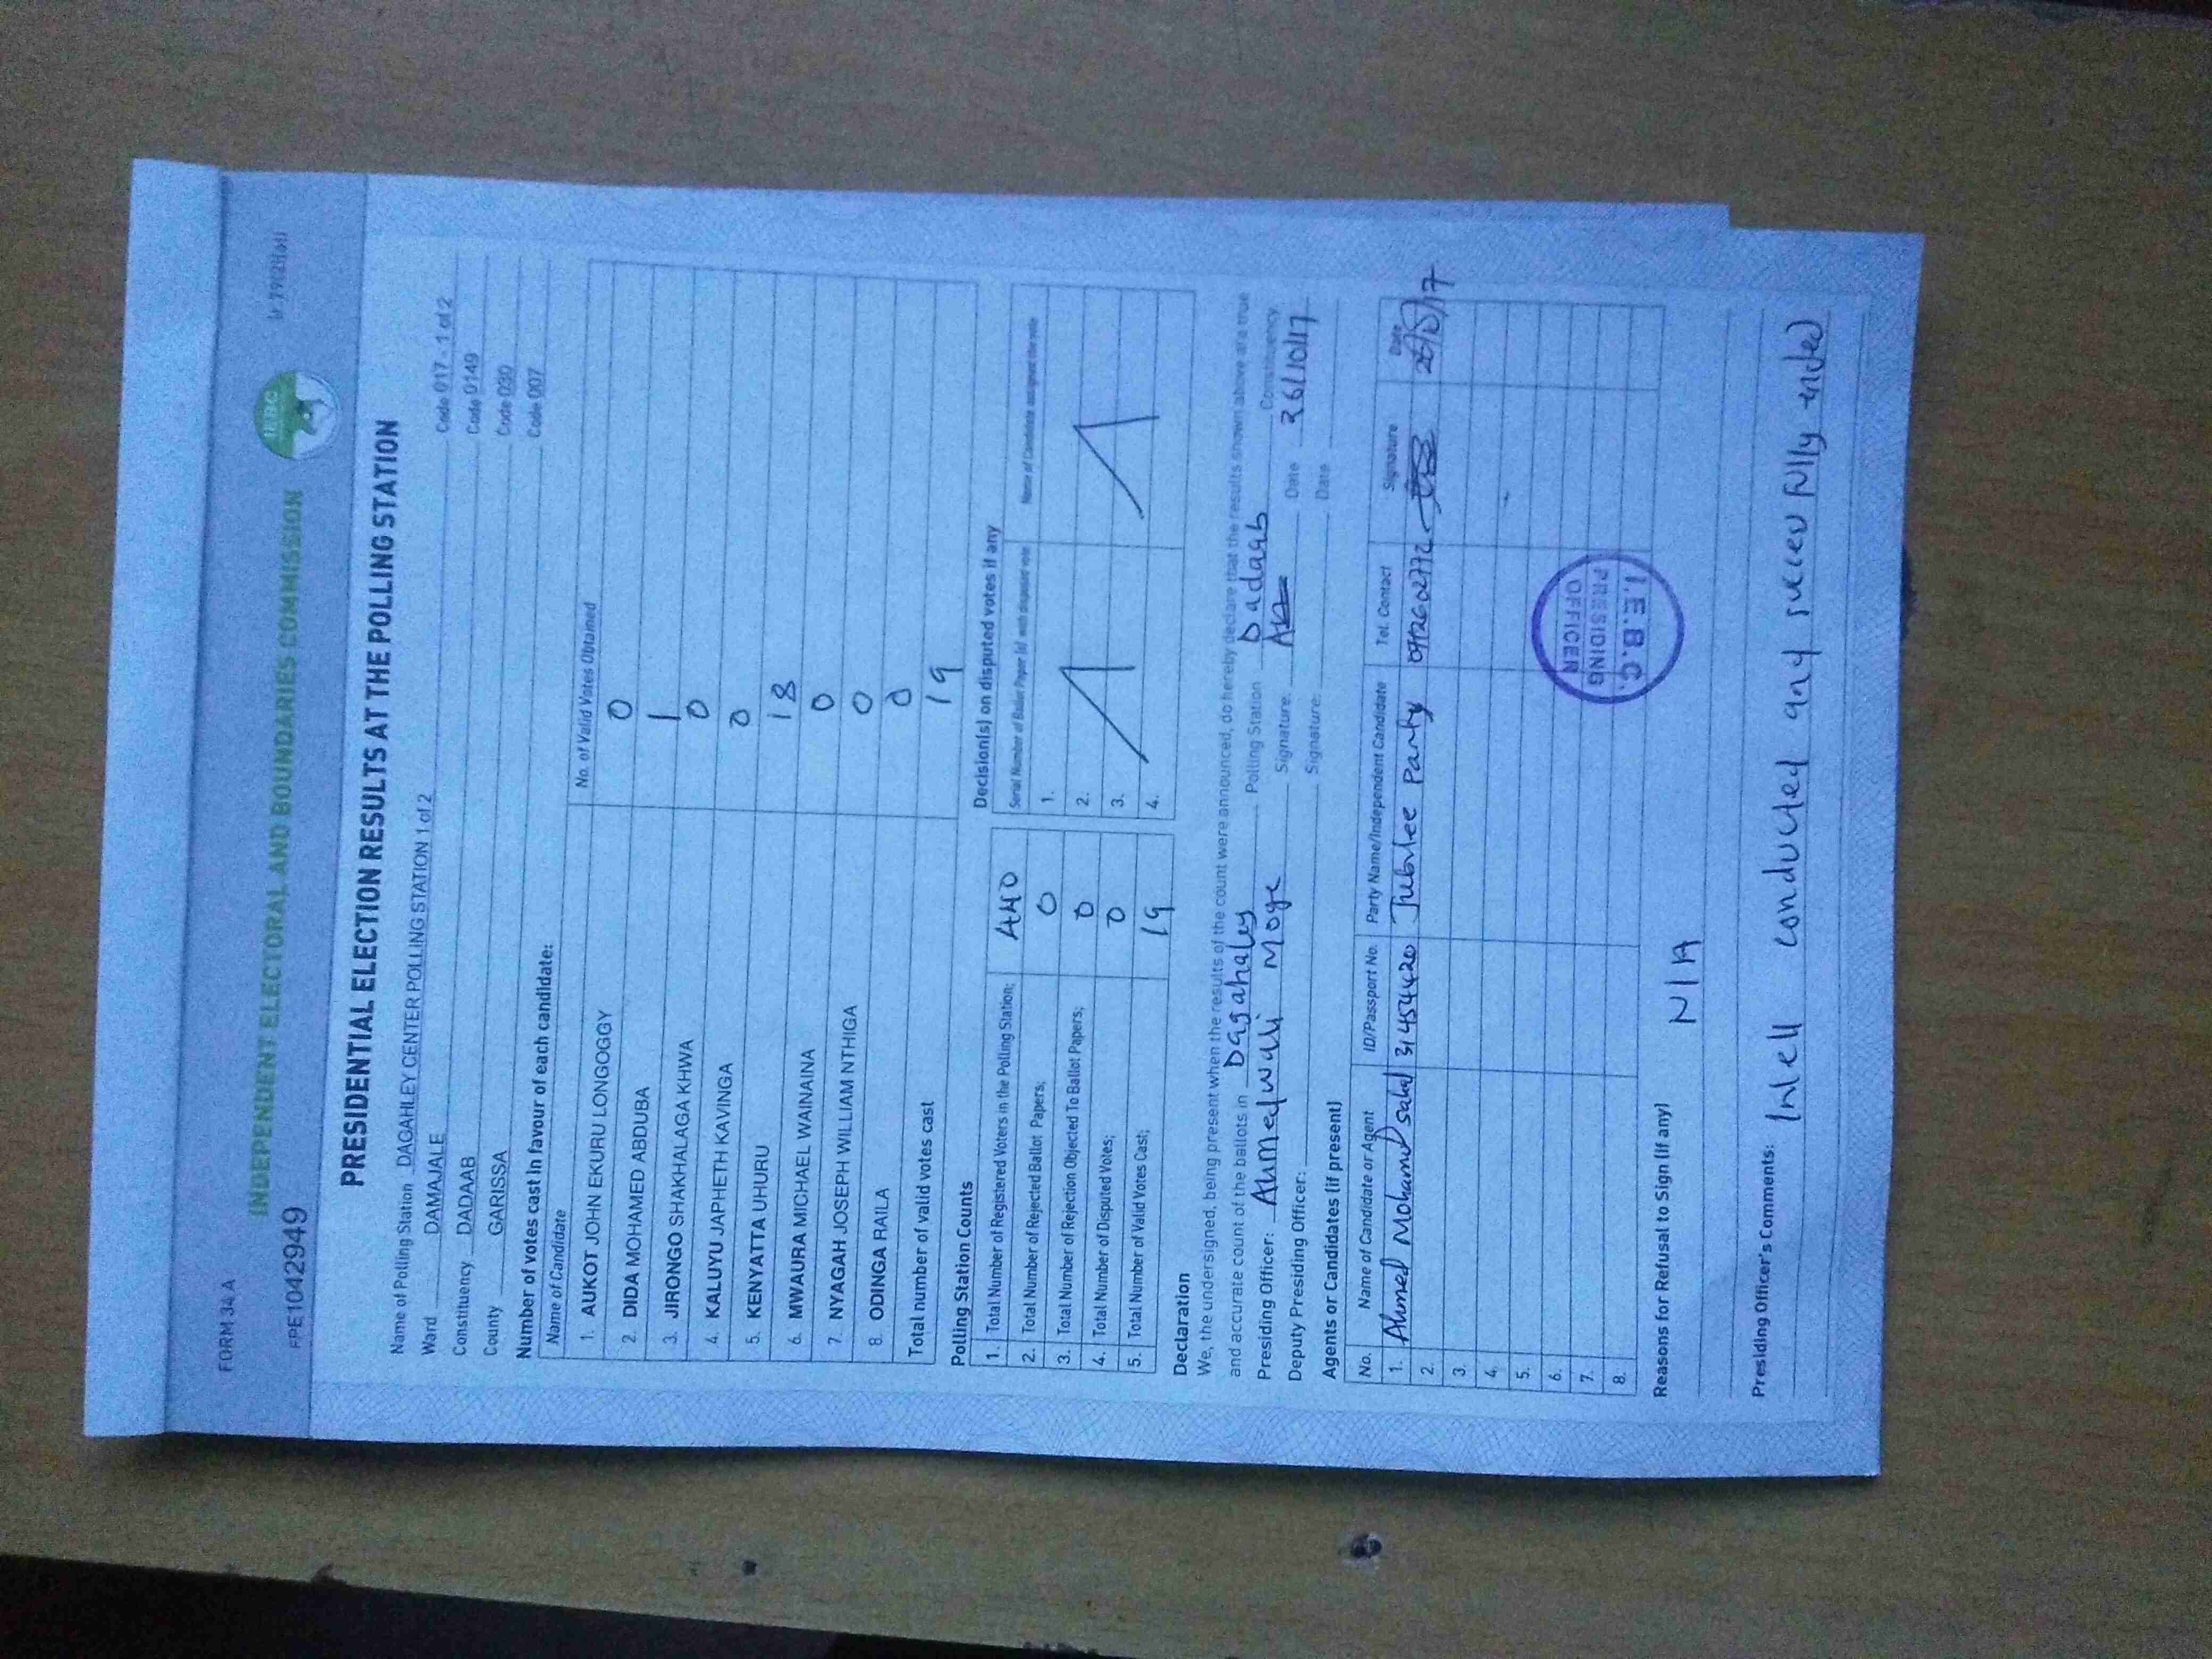 FORM 34 A
INDEPENDENT ELECTORAL AND BOUNDARIES COMMISSION
IEBC
PRESIDENTIAL ELECTION RESULTS AT THE POLLING STATION
Name of Polling Station DAGAHLEY CENTER POLLING STATION 1 of 2 Code 017 - 1 of 2
Ward DAMAJALE Code 0149
Constituency DADAAB Code 030
County GARISSA Code 007
Number of votes cast in favour of each candidate:
Name of Candidate No. of Valid Votes Obtained
1. AUKOT JOHN EKURU LONGOGGY 0
2. DIDA MOHAMED ABDUBA 1
3. JIRONGO SHAKHALAGA KHWA 0
4. KALUYU JAPHETH KAVINGA 0
5. KENYATTA UHURU 18
6. MWAURA MICHAEL WAINAINA 0
7. NYAGAH JOSEPH WILLIAM NTHIGA 0
8. ODINGA RAILA 0
Total number of valid votes cast 19
Polling Station Counts
1. Total Number of Registered Voters in the Polling Station; 440
2. Total Number of Rejected Ballot Papers; 0
3. Total Number of Rejection Objected To Ballot Papers; 0
4. Total Number of Disputed Votes; 0
5. Total Number of Valid Votes Cast; 19
Decision(s) on disputed votes if any
Serial Number of Ballot Paper (s) with disputed vote Name of Candidate assigned the vote
1.
2.
3.
4.
Declaration
We, the undersigned, being present when the results of the count were announced, do hereby declare that the results shown above are a true
and accurate count of the ballots in Dagahaley Polling Station Dadaab Constituency
Presiding Officer: Ahmedwali Moge Signature: Date 26/10/17
Deputy Presiding Officer: Signature: Date
Agents or Candidates (if present)
No. Name of Candidate or Agent ID/Passport No. Party Name/Independent Candidate Tel. Contact Signature Date
1. Ahmed Mohamed Sahal 31454420 Jubilee Party 26/10/17
2.
3.
4.
5.
6.
7.
8.
I.E.B.C.
PRESIDING
OFFICER
Reasons for Refusal to Sign (if any)
N/A
Presiding Officer's Comments: Well conducted and